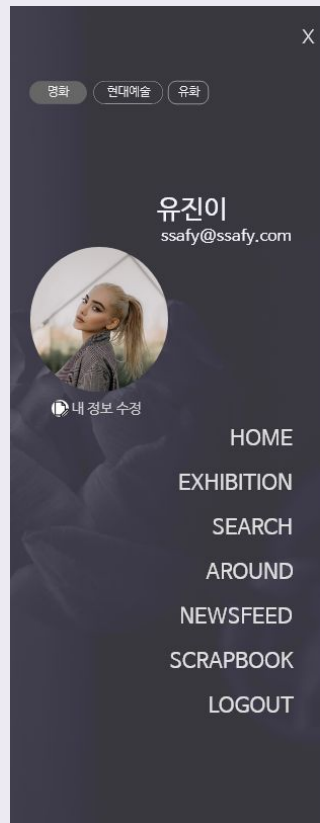 X
명화 현대예술 유화
유진이
ssafy@ssafy.com
내 정보 수정
HOME
EXHIBITION
SEARCH
AROUND
NEWSFEED
SCRAPBOOK
LOGOUT